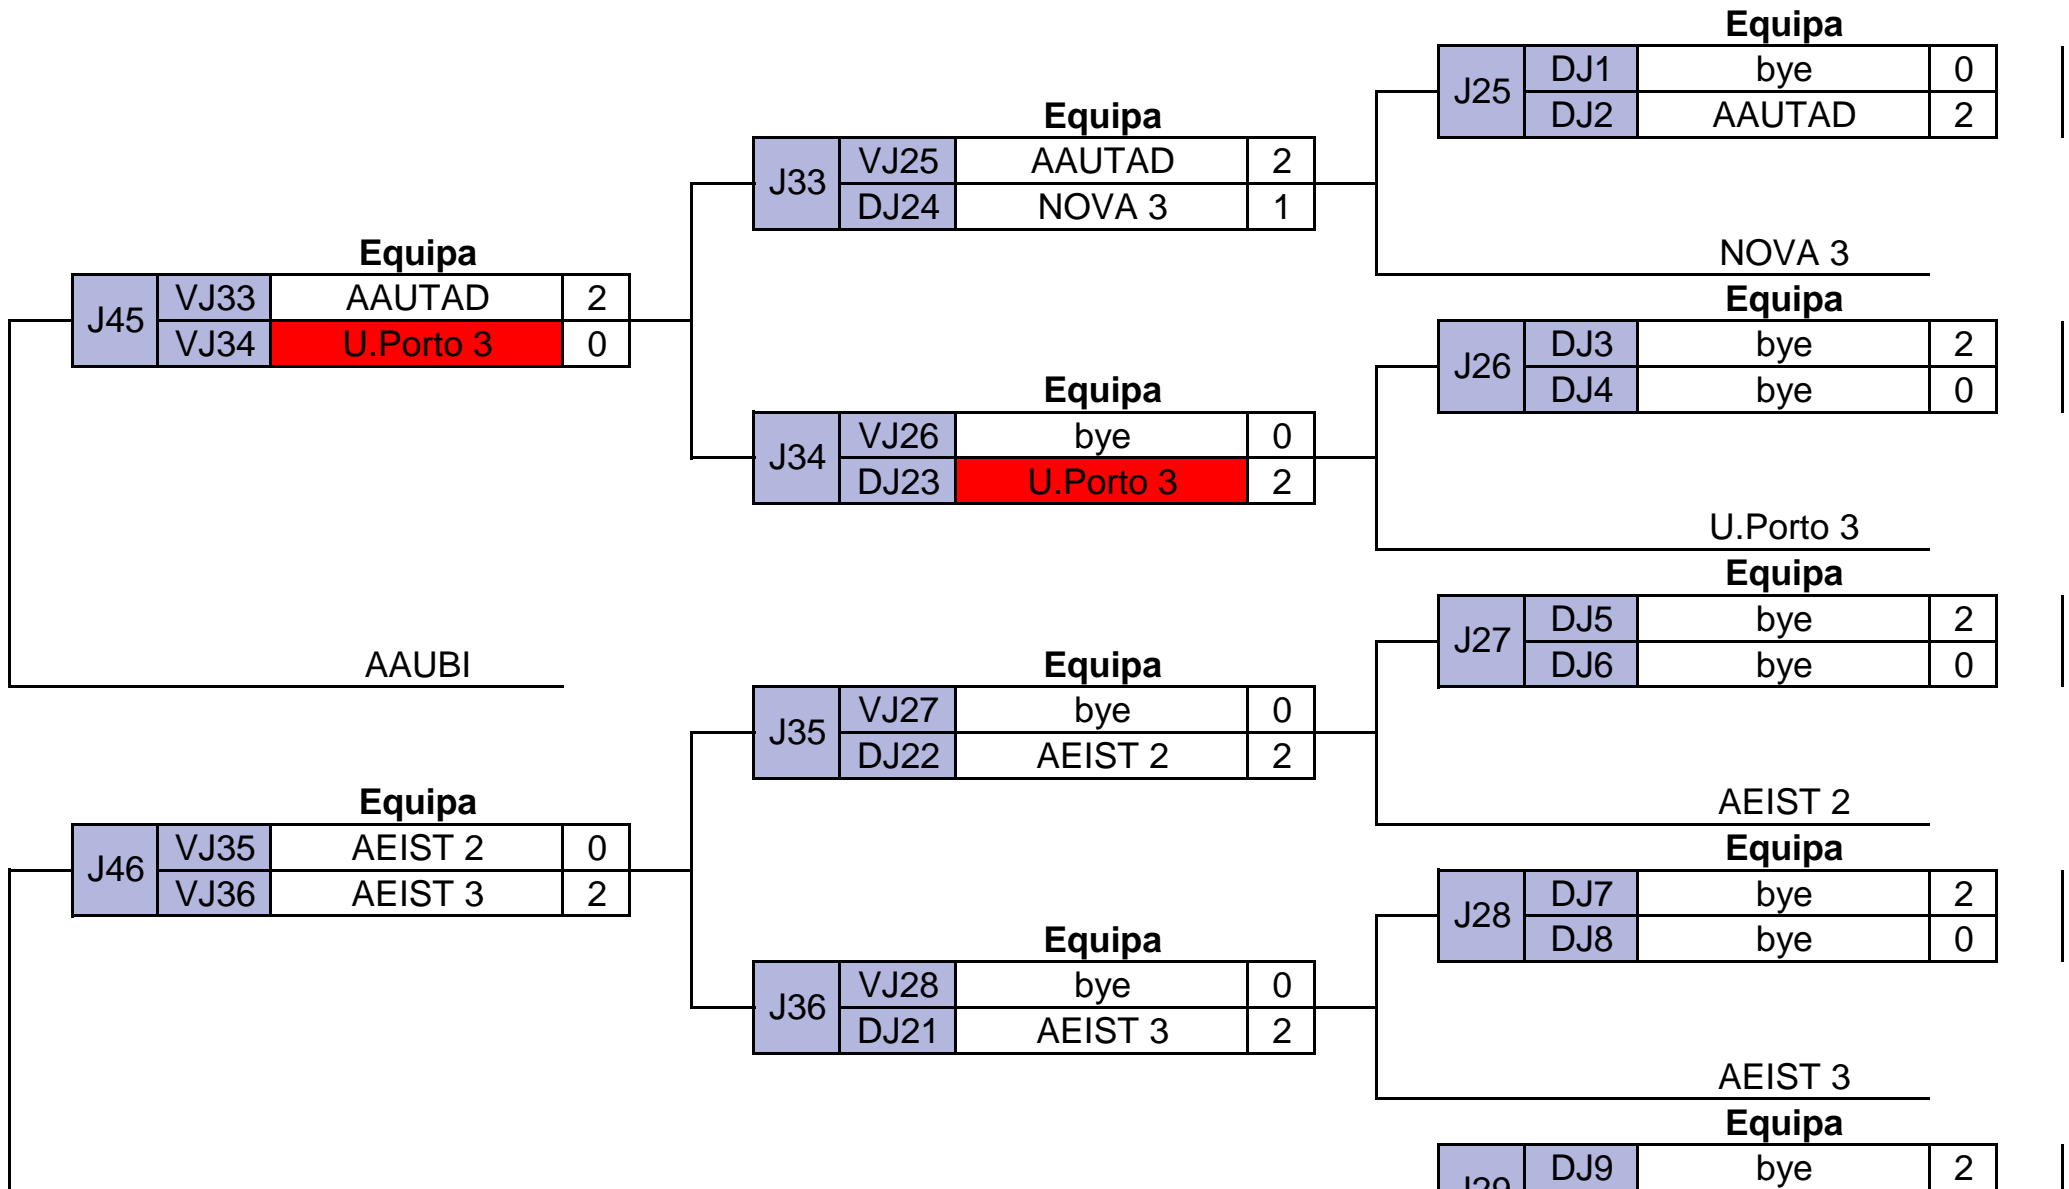 Equipa
J25 DJ1 bye 0
DJ2 AAUTAD 2
Equipa
J33 VJ25 AAUTAD 2
DJ24 NOVA 3 1
NOVA 3
Equipa
J45 VJ33 AAUTAD 2
VJ34 U.Porto 3 0
Equipa
J26 DJ3 bye 2
DJ4 bye 0
Equipa
J34 VJ26 bye 0
DJ23 U.Porto 3 2
U.Porto 3
Equipa
J27 DJ5 bye 2
DJ6 bye 0
AAUBI
Equipa
J35 VJ27 bye 0
DJ22 AEIST 2 2
AEIST 2
Equipa
J46 VJ35 AEIST 2 0
VJ36 AEIST 3 2
Equipa
J28 DJ7 bye 2
DJ8 bye 0
Equipa
J36 VJ28 bye 0
DJ21 AEIST 3 2
AEIST 3
Equipa
J29 DJ9 bye 2